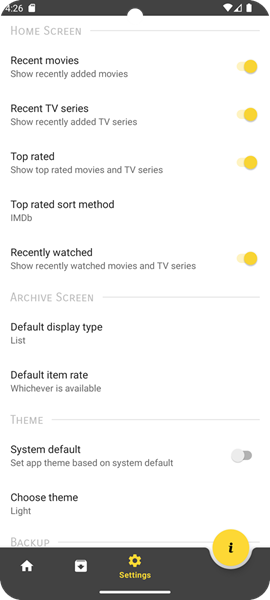 4:26
Home Screen
Recent movies
Show recently added movies
Recent TV series
Show recently added TV series
Top rated
Show top rated movies and TV series
Top rated sort method
IMDb
Recently watched
Show recently watched movies and TV series
Archive Screen
Default display type
List
Default item rate
Whichever is available
Theme
System default
Set app theme based on system default
Choose theme
Light
Backup
i
Settings